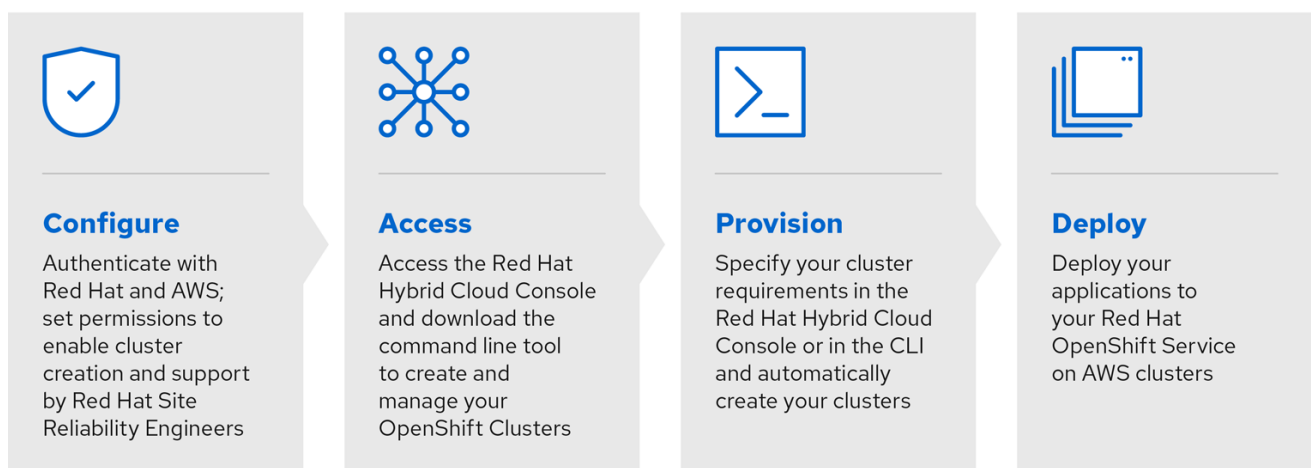 Configure
Authenticate with
Red Hat and AWS;
set permissions to
enable cluster
creation and support
by Red Hat Site
Reliability Engineers
Access
Access the Red Hat
Hybrid Cloud Console
and download the
command line tool
to create and
manage your
OpenShift Clusters
Provision
Specify your cluster
requirements in the
Red Hat Hybrid Cloud
Console or in the CLI
and automatically
create your clusters
Deploy
Deploy your
applications to
your Red Hat
OpenShift Service
on AWS clusters